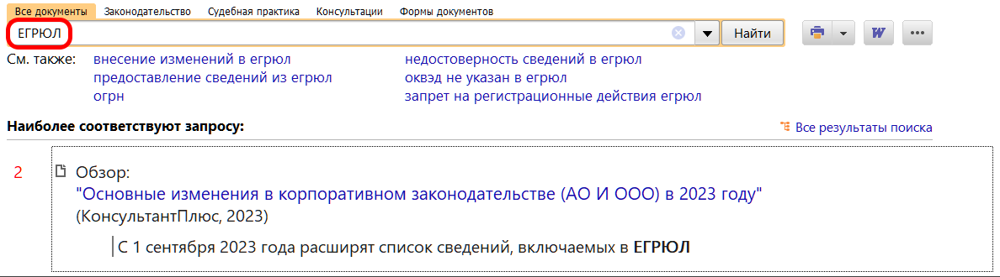 Все документы Законодательство Судебная практика Консультации Формы документов
ЕГРЮЛ Найти W
См. также: внесение изменений в егрюл недостоверность сведений в егрюл
предоставление сведений из егрюл оквэд не указан в егрюл
огрн запрет на регистрационные действия егрюл
Наиболее соответствуют запросу: Все результаты поиска
2 Обзор:
"Основные изменения в корпоративном законодательстве (АО И ООО) в 2023 году"
(КонсультантПлюс, 2023)
С 1 сентября 2023 года расширят список сведений, включаемых в ЕГРЮЛ